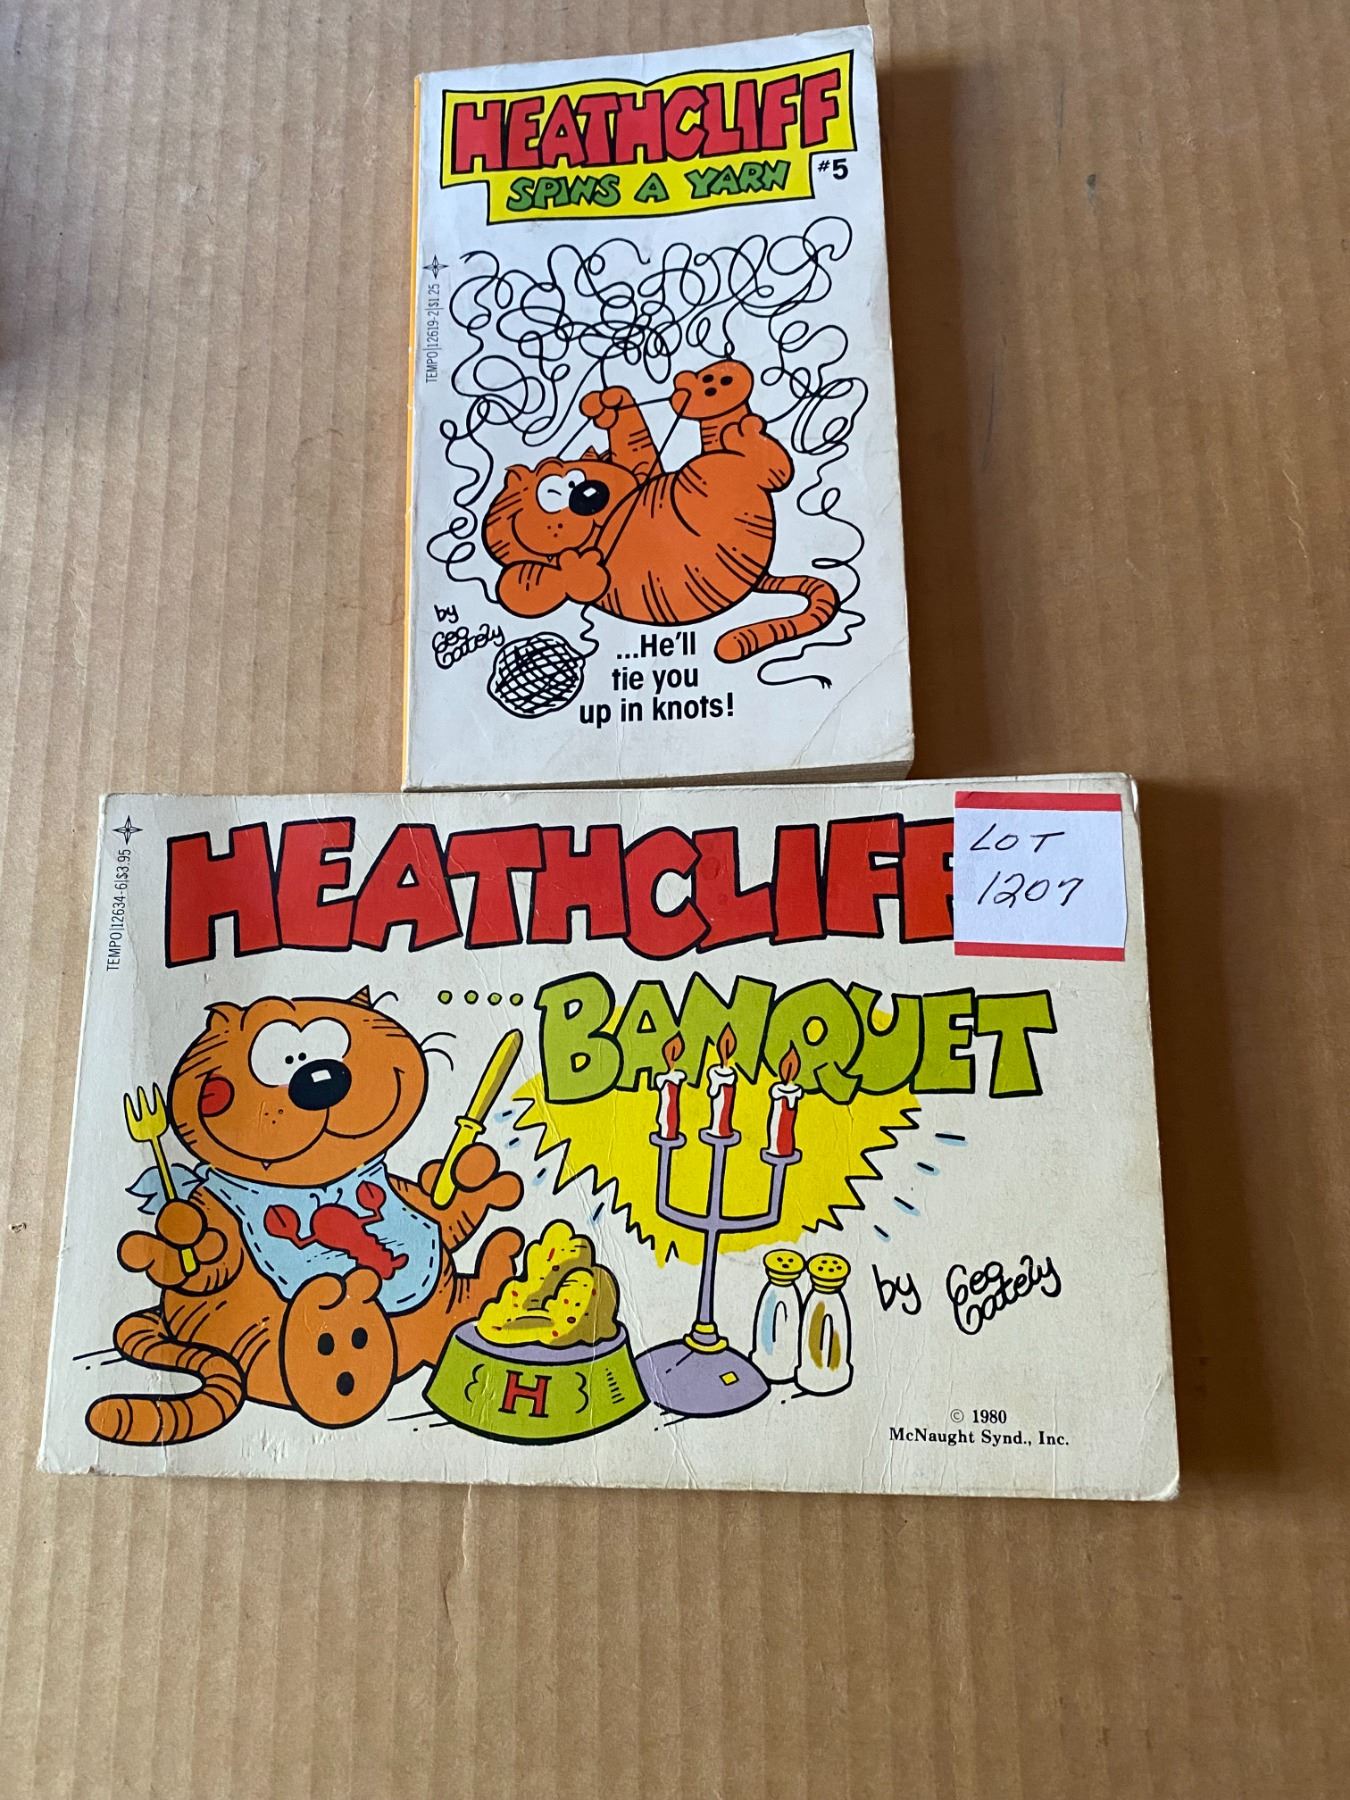 HEATHCLIFF
SPINS A YARN
#5
TEMPO|12619-2|$1.25
by
Geo Gately
...He'll
tie you
up in knots!
TEMPO|12634-6|$3.95
HEATHCLIFF
LOT
1207
....BANQUET
H
by Geo Gately
© 1980
McNaught Synd., Inc.